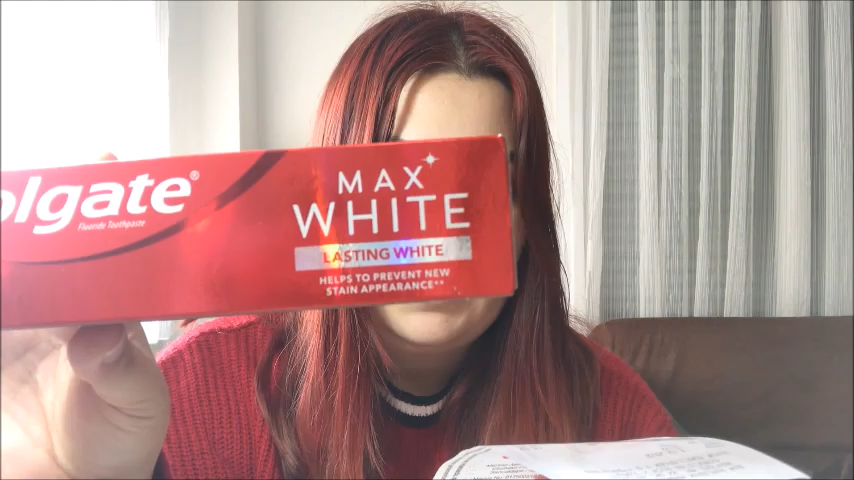 olgate®
Fluoride Toothpaste
MAX
WHITE
LASTING WHITE
HELPS TO PREVENT NEW
STAIN APPEARANCE**